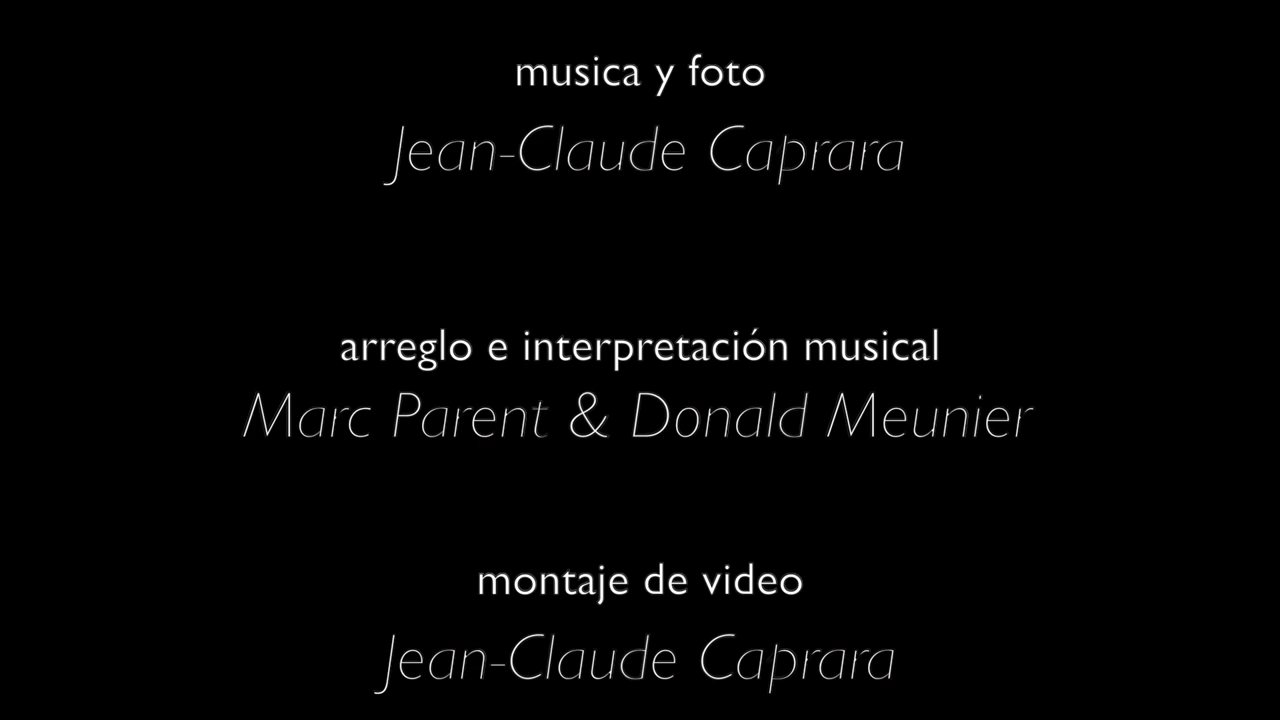 musica y foto
Jean-Claude Caprara
arreglo e interpretación musical
Marc Parent & Donald Meunier
montaje de video
Jean-Claude Caprara